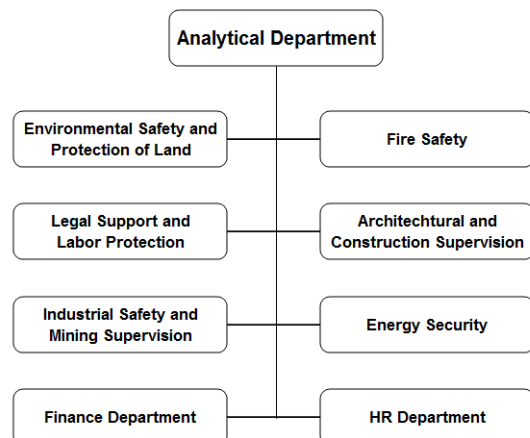 Analytical Department
Environmental Safety and
Protection of Land
Fire Safety
Legal Support and
Labor Protection
Architechtural and
Construction Supervision
Industrial Safety and
Mining Supervision
Energy Security
Finance Department
HR Department